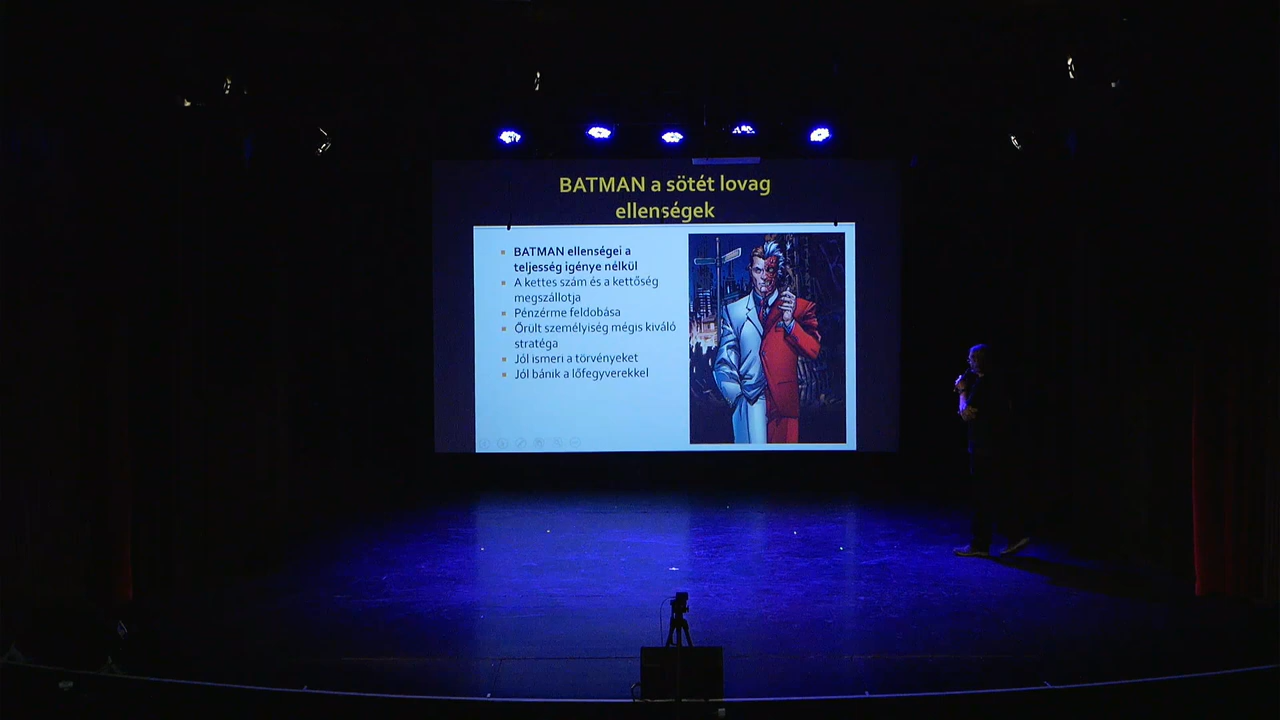 BATMAN a sötét lovag
ellenségek
BATMAN ellenségei a
teljesség igénye nélkül
A kettes szám és a kettőség
megszállotja
Pénzérme feldobása
Őrült személyiség mégis kiváló
stratéga
Jól ismeri a törvényeket
Jól bánik a lőfegyverekkel